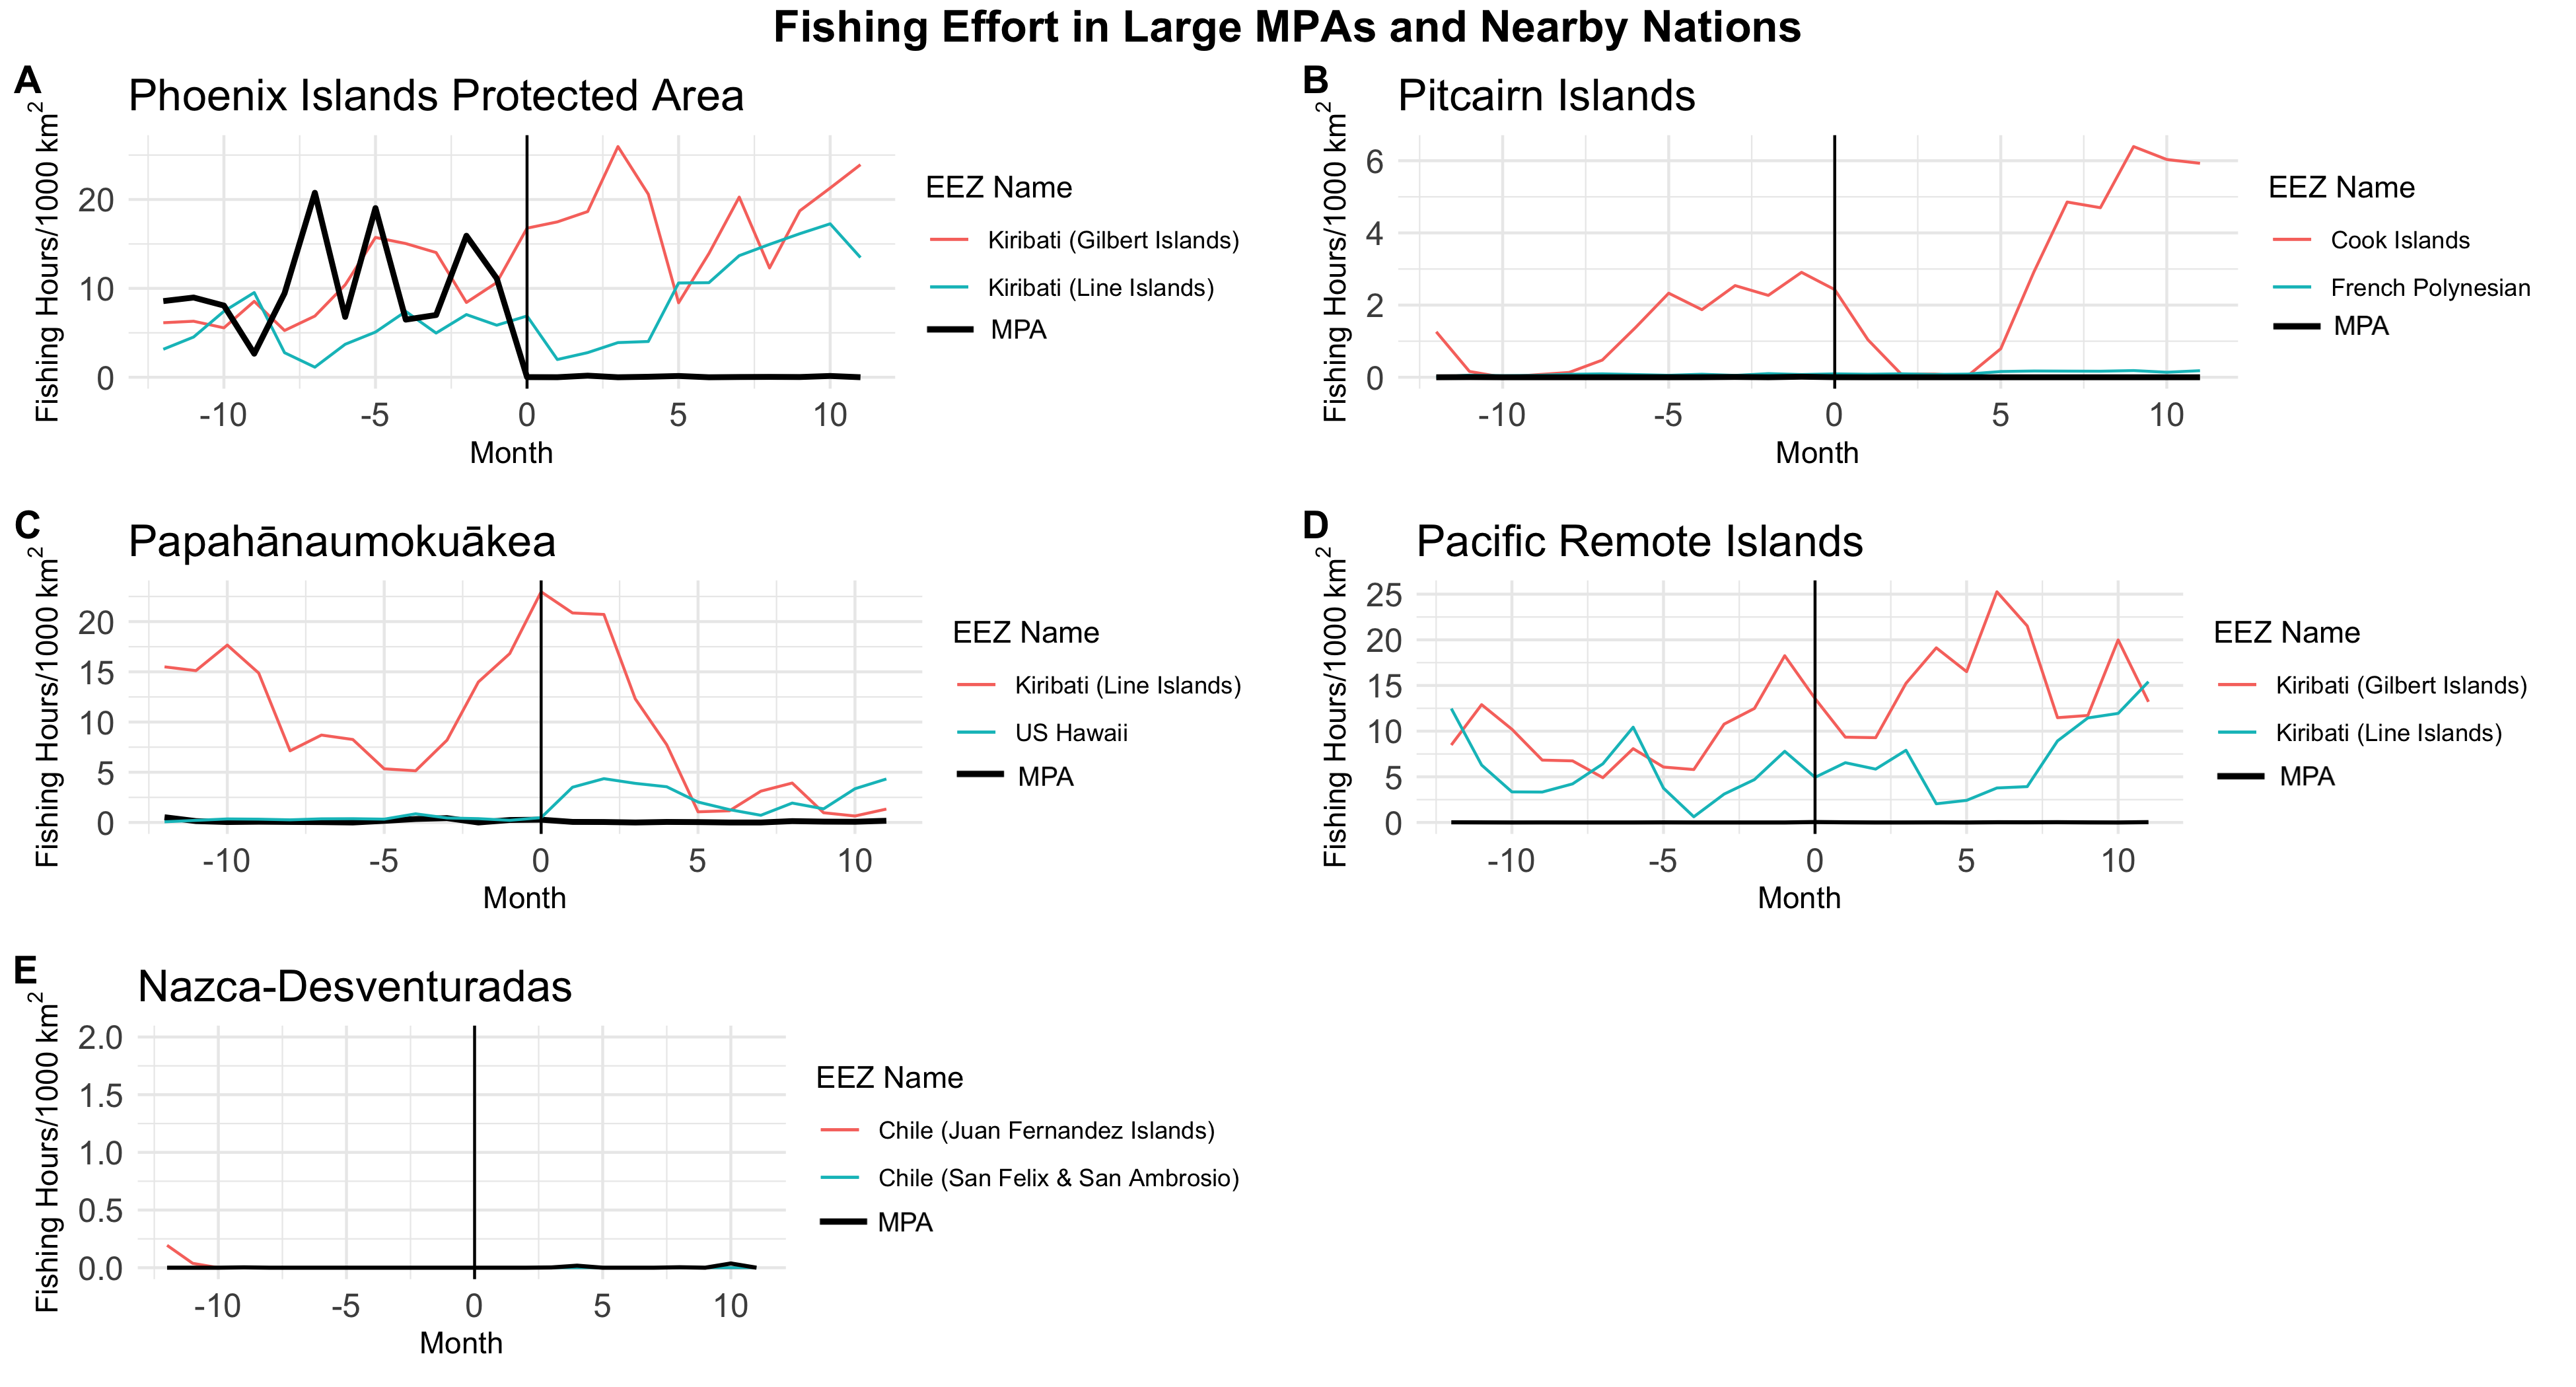 Fishing Effort in Large MPAs and Nearby Nations
A
Phoenix Islands Protected Area
Fishing Hours/1000 km²
20
10
0
-10 -5 0 5 10
Month
EEZ Name
Kiribati (Gilbert Islands)
Kiribati (Line Islands)
MPA
B
Pitcairn Islands
Fishing Hours/1000 km²
6
4
2
0
-10 -5 0 5 10
Month
EEZ Name
Cook Islands
French Polynesian
MPA
C
Papahānaumokuākea
Fishing Hours/1000 km²
20
15
10
5
0
-10 -5 0 5 10
Month
EEZ Name
Kiribati (Line Islands)
US Hawaii
MPA
D
Pacific Remote Islands
Fishing Hours/1000 km²
25
20
15
10
5
0
-10 -5 0 5 10
Month
EEZ Name
Kiribati (Gilbert Islands)
Kiribati (Line Islands)
MPA
E
Nazca-Desventuradas
Fishing Hours/1000 km²
2.0
1.5
1.0
0.5
0.0
-10 -5 0 5 10
Month
EEZ Name
Chile (Juan Fernandez Islands)
Chile (San Felix & San Ambrosio)
MPA